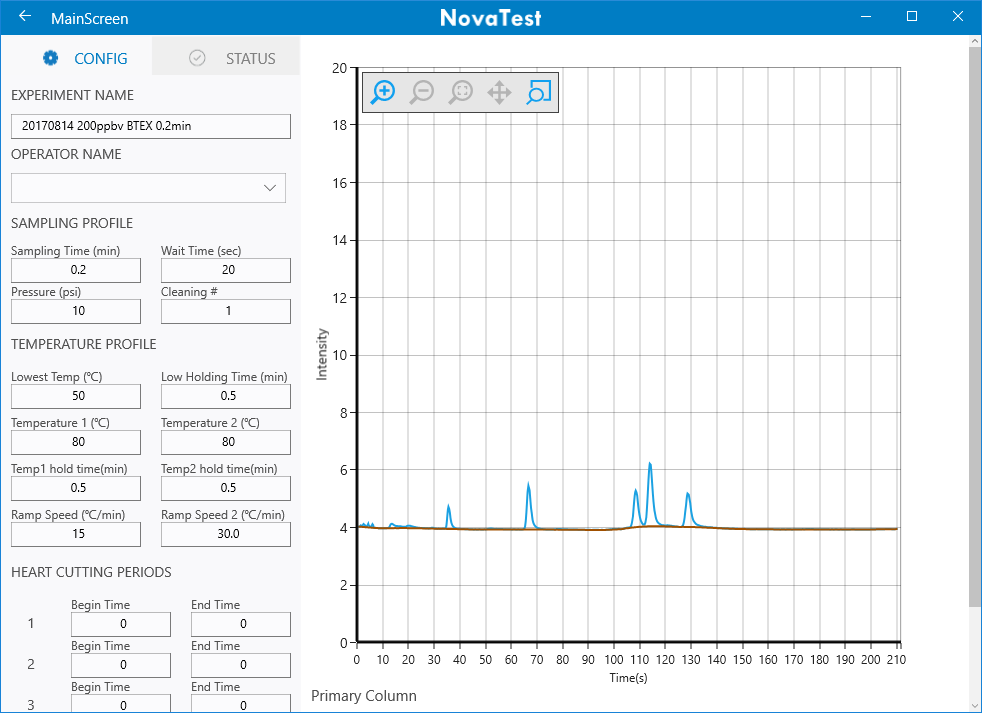 MainScreen
NovaTest
CONFIG
STATUS
EXPERIMENT NAME
20170814 200ppbv BTEX 0.2min
OPERATOR NAME
SAMPLING PROFILE
Sampling Time (min) Wait Time (sec)
0.2 20
Pressure (psi) Cleaning #
10 1
TEMPERATURE PROFILE
Lowest Temp (℃) Low Holding Time (min)
50 0.5
Temperature 1 (℃) Temperature 2 (℃)
80 80
Temp1 hold time(min) Temp2 hold time(min)
0.5 0.5
Ramp Speed (℃/min) Ramp Speed 2 (℃/min)
15 30.0
HEART CUTTING PERIODS
Begin Time End Time
1 0 0
Begin Time End Time
2 0 0
Begin Time End Time
3 0 0
Intensity
20
18
16
14
12
10
8
6
4
2
0
0 10 20 30 40 50 60 70 80 90 100 110 120 130 140 150 160 170 180 190 200 210
Time(s)
Primary Column